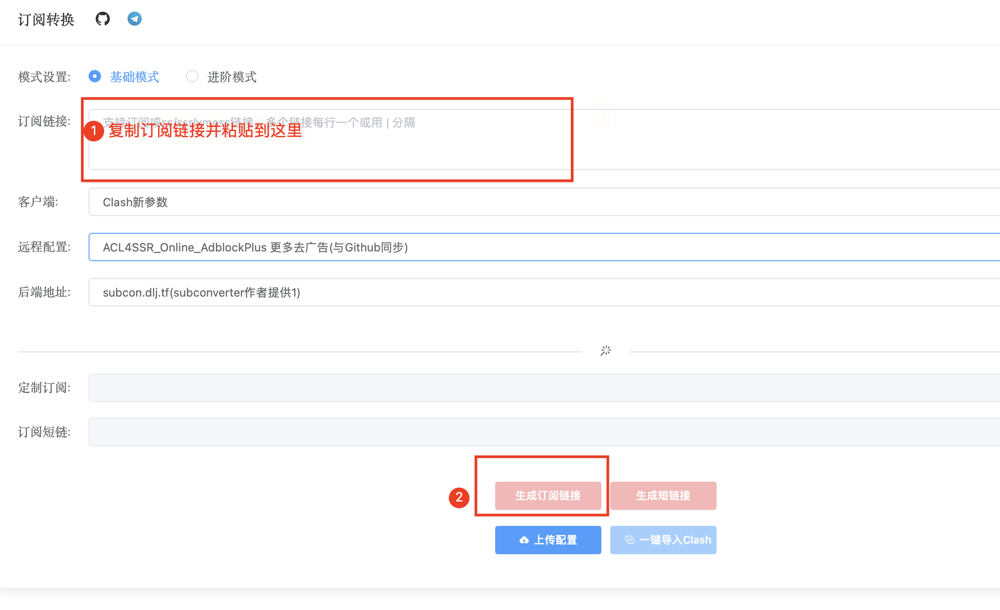 订阅转换
模式设置: 基础模式 进阶模式
订阅链接: 支持订阅或ss/ssr/vmess链接，多个链接每行一个或用 | 分隔
1 复制订阅链接并粘贴到这里
客户端: Clash新参数
远程配置: ACL4SSR_Online_AdblockPlus 更多去广告(与Github同步)
后端地址: subcon.dlj.tf(subconverter作者提供1)
定制订阅:
订阅短链:
2 生成订阅链接 生成短链接
上传配置 一键导入Clash